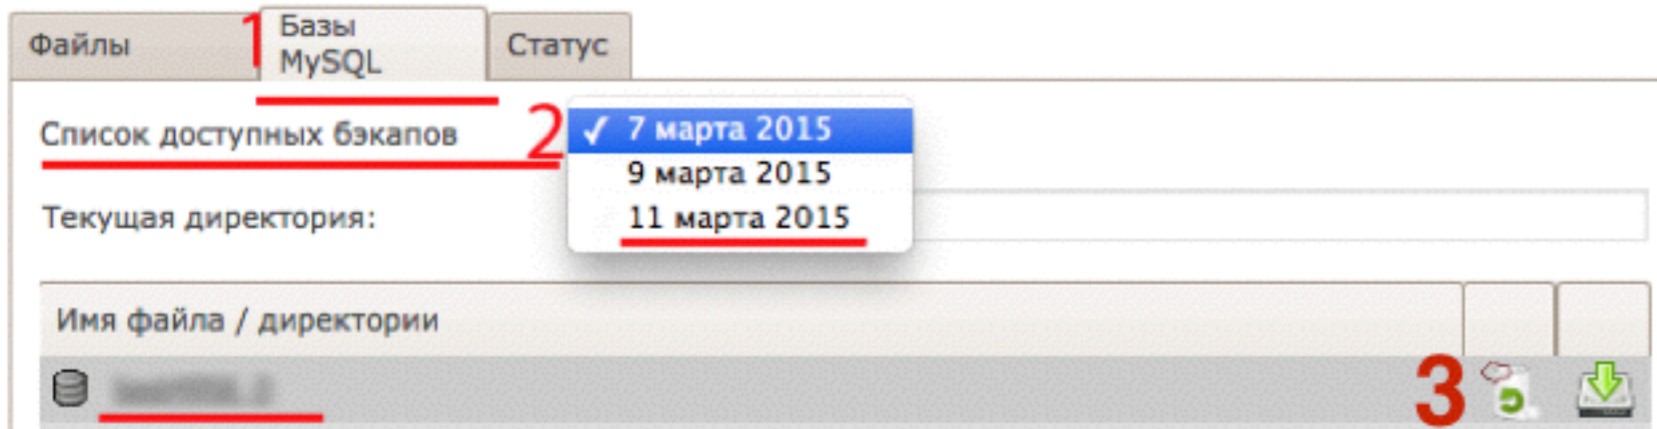 Файлы
1
Базы
MySQL
Статус
Список доступных бэкапов
2
✓ 7 марта 2015
9 марта 2015
11 марта 2015
Текущая директория:
Имя файла / директории
3